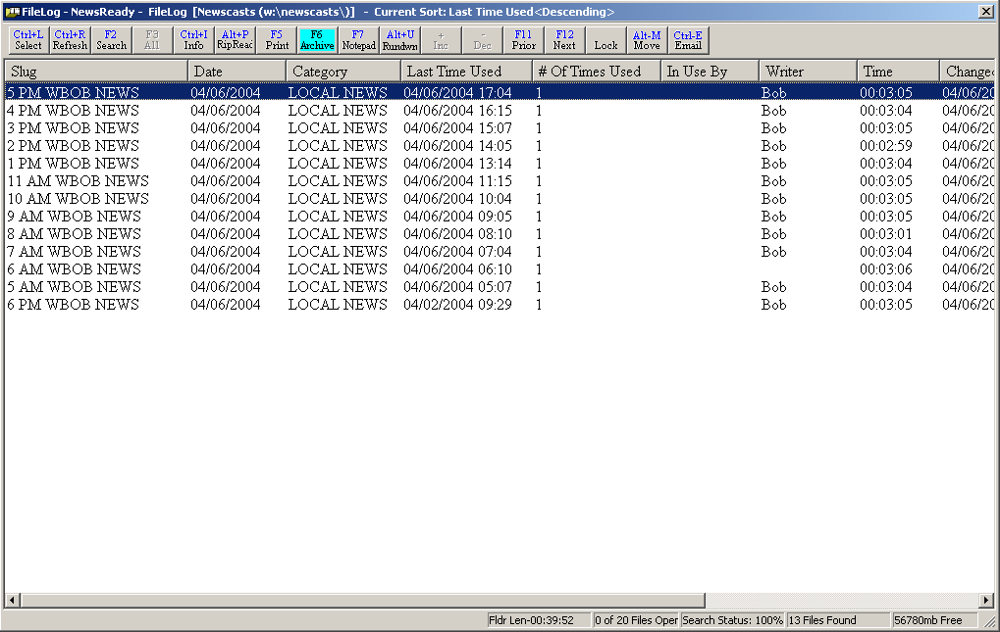 FileLog - NewsReady - FileLog [Newscasts (w:\newscasts\)] - Current Sort: Last Time Used<Descending>
Ctrl+L Ctrl+R F2 F3 Ctrl+I Alt+P F5 F6 F7 Alt+U + - F11 F12 Alt-M Ctrl-E
Select Refresh Search All Info RipRead Print Archive Notepad Rundwn Inc Dec Prior Next Lock Move Email
Slug Date Category Last Time Used # Of Times Used In Use By Writer Time Changed
5 PM WBOB NEWS 04/06/2004 LOCAL NEWS 04/06/2004 17:04 1 Bob 00:03:05 04/06/20
4 PM WBOB NEWS 04/06/2004 LOCAL NEWS 04/06/2004 16:15 1 Bob 00:03:04 04/06/20
3 PM WBOB NEWS 04/06/2004 LOCAL NEWS 04/06/2004 15:07 1 Bob 00:03:05 04/06/20
2 PM WBOB NEWS 04/06/2004 LOCAL NEWS 04/06/2004 14:05 1 Bob 00:02:59 04/06/20
1 PM WBOB NEWS 04/06/2004 LOCAL NEWS 04/06/2004 13:14 1 Bob 00:03:04 04/06/20
11 AM WBOB NEWS 04/06/2004 LOCAL NEWS 04/06/2004 11:15 1 Bob 00:03:05 04/06/20
10 AM WBOB NEWS 04/06/2004 LOCAL NEWS 04/06/2004 10:04 1 Bob 00:03:05 04/06/20
9 AM WBOB NEWS 04/06/2004 LOCAL NEWS 04/06/2004 09:05 1 Bob 00:03:05 04/06/20
8 AM WBOB NEWS 04/06/2004 LOCAL NEWS 04/06/2004 08:10 1 Bob 00:03:01 04/06/20
7 AM WBOB NEWS 04/06/2004 LOCAL NEWS 04/06/2004 07:04 1 Bob 00:03:04 04/06/20
6 AM WBOB NEWS 04/06/2004 LOCAL NEWS 04/06/2004 06:10 1 00:03:06 04/06/20
5 AM WBOB NEWS 04/06/2004 LOCAL NEWS 04/06/2004 05:07 1 Bob 00:03:04 04/06/20
6 PM WBOB NEWS 04/06/2004 LOCAL NEWS 04/02/2004 09:29 1 Bob 00:03:05 04/06/20
Fldr Len-00:39:52 0 of 20 Files Oper Search Status: 100% 13 Files Found 56780mb Free